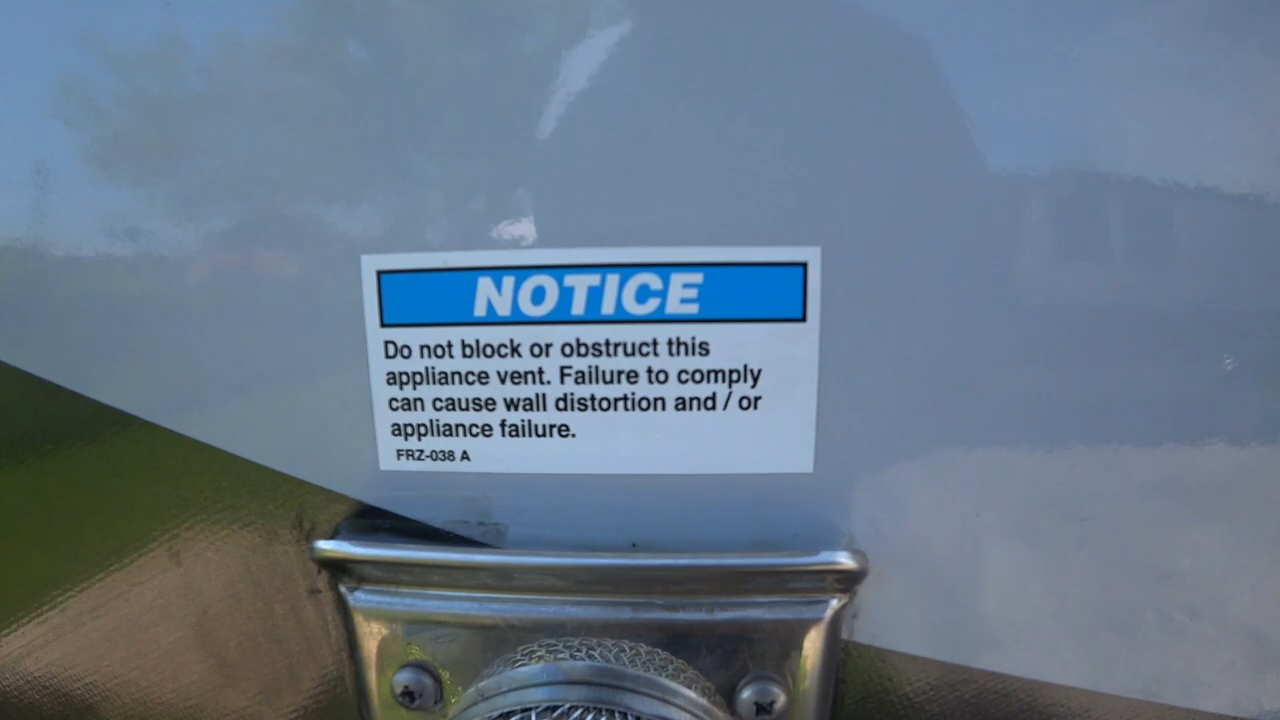 NOTICE
Do not block or obstruct this
appliance vent. Failure to comply
can cause wall distortion and / or
appliance failure.
FRZ-038 A